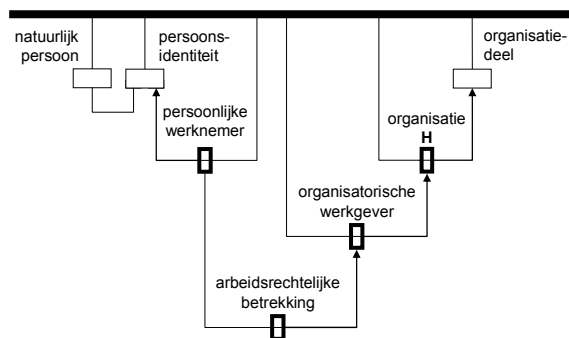 natuurlijk
persoon
persoons-
identiteit
organisatie-
deel
persoonlijke
werknemer
organisatie
H
organisatorische
werkgever
arbeidsrechtelijke
betrekking